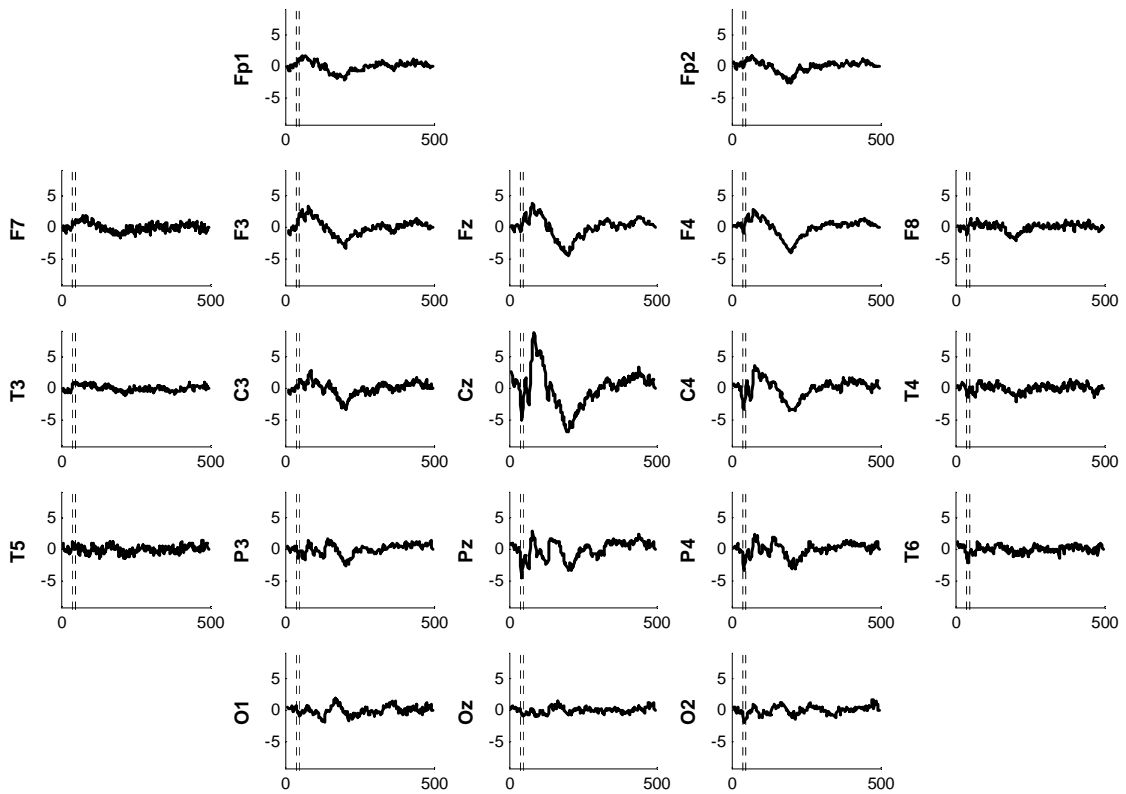 Fp1 5 0 -5 0 500
Fp2 5 0 -5 0 500
F7 5 0 -5 0 500
F3 5 0 -5 0 500
Fz 5 0 -5 0 500
F4 5 0 -5 0 500
F8 5 0 -5 0 500
T3 5 0 -5 0 500
C3 5 0 -5 0 500
Cz 5 0 -5 0 500
C4 5 0 -5 0 500
T4 5 0 -5 0 500
T5 5 0 -5 0 500
P3 5 0 -5 0 500
Pz 5 0 -5 0 500
P4 5 0 -5 0 500
T6 5 0 -5 0 500
O1 5 0 -5 0 500
Oz 5 0 -5 0 500
O2 5 0 -5 0 500